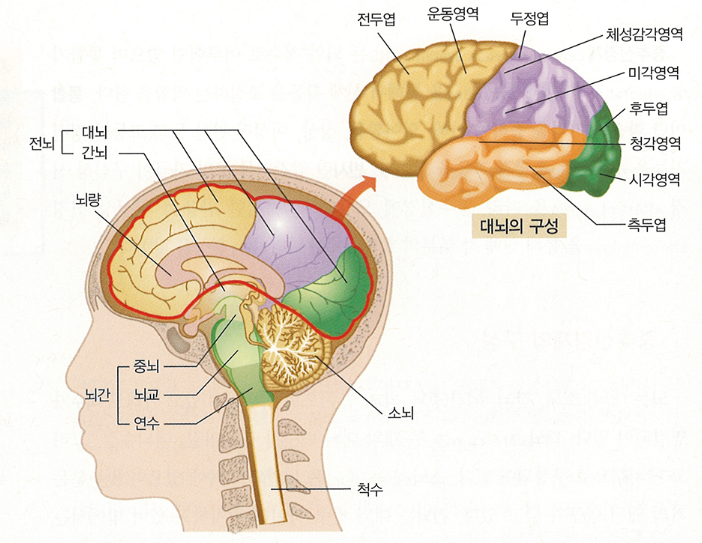 전두엽
운동영역
두정엽
체성감각영역
미각영역
후두엽
청각영역
시각영역
측두엽
대뇌의 구성
전뇌
대뇌
간뇌
뇌량
뇌간
중뇌
뇌교
연수
소뇌
척수